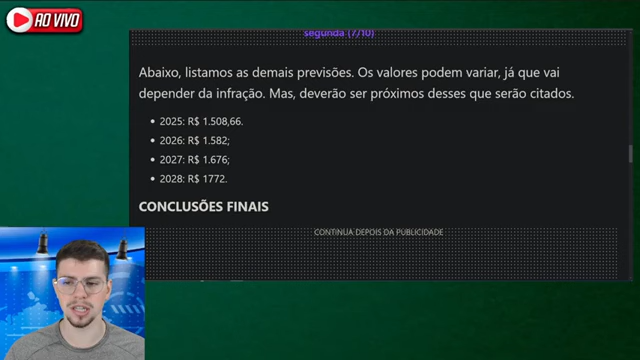 AO VIVO
segunda (7/10)
Abaixo, listamos as demais previsões. Os valores podem variar, já que vai
depender da infração. Mas, deverão ser próximos desses que serão citados.
• 2025: R$ 1.508,66.
• 2026: R$ 1.582;
• 2027: R$ 1.676;
• 2028: R$ 1772.
CONCLUSÕES FINAIS
CONTINUA DEPOIS DA PUBLICIDADE